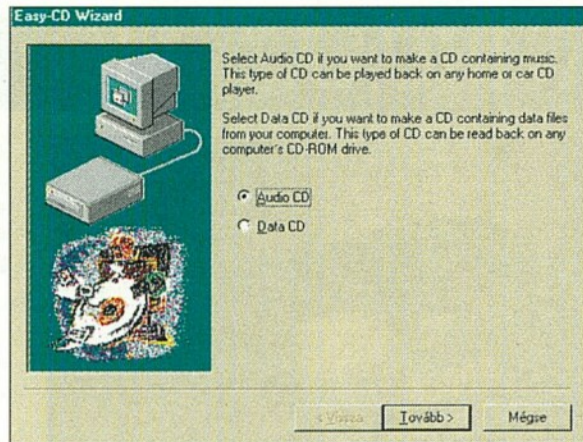 Easy-CD Wizard
Select Audio CD if you want to make a CD containing music.
This type of CD can be played back on any home or car CD
player.
Select Data CD if you want to make a CD containing data files
from your computer. This type of CD can be read back on any
computer's CD-ROM drive.
Audio CD
Data CD
< Vissza
Tovább >
Mégse